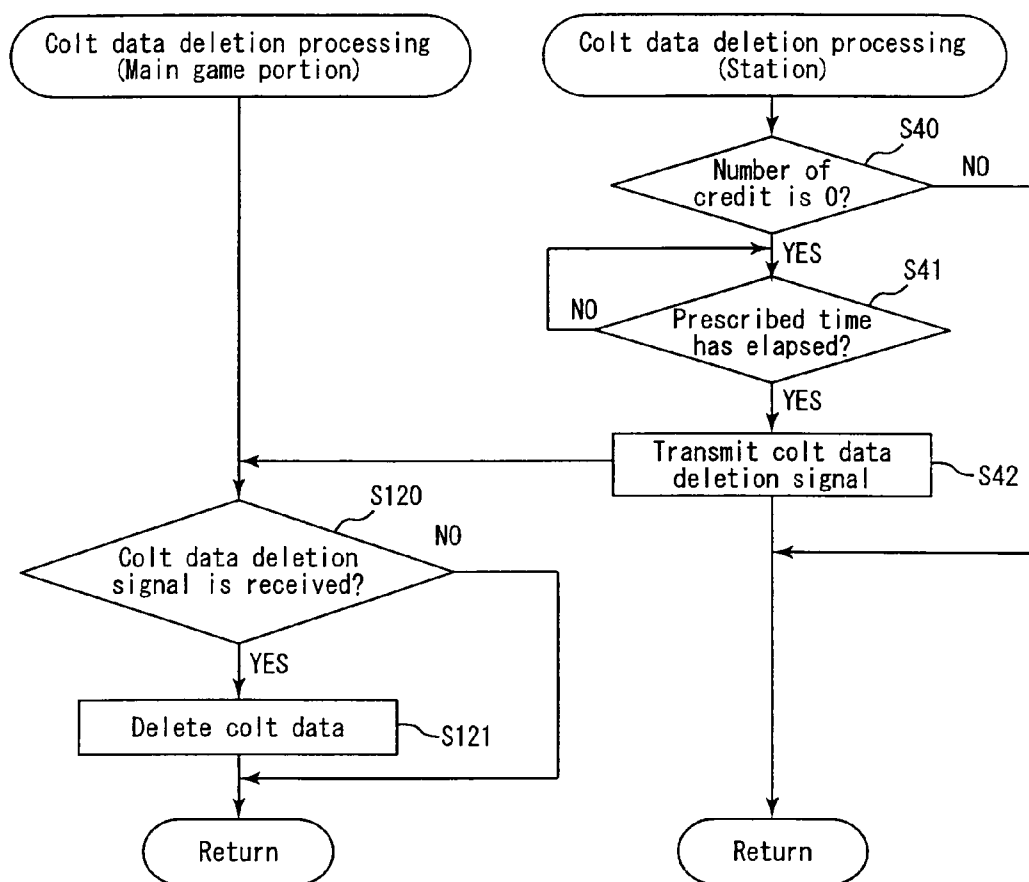 Colt data deletion processing
(Main game portion)
Colt data deletion processing
(Station)
S40
Number of
credit is 0?
NO
YES
S41
NO
Prescribed time
has elapsed?
YES
Transmit colt data
deletion signal
S42
S120
NO
Colt data deletion
signal is received?
YES
Delete colt data
S121
Return
Return